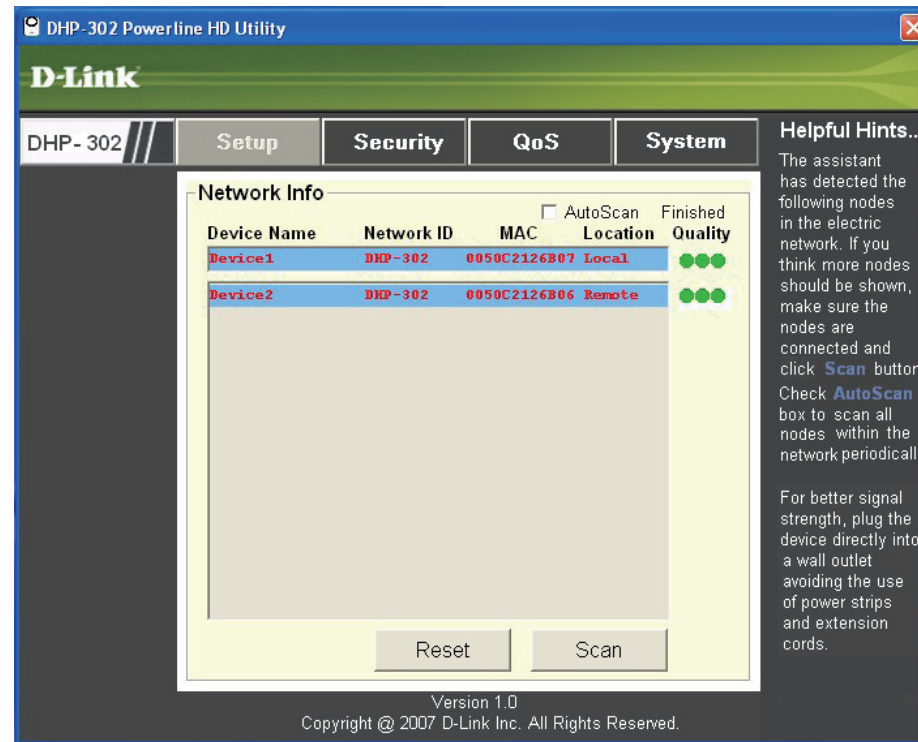 DHP-302 Powerline HD Utility
D-Link
DHP- 302
Setup
Security
QoS
System
Network Info
AutoScan Finished
Device Name Network ID MAC Location Quality
Device1 DHP-302 0050C2126B07 Local
Device2 DHP-302 0050C2126B06 Remote
Reset
Scan
Version 1.0
Copyright @ 2007 D-Link Inc. All Rights Reserved.
Helpful Hints..
The assistant
has detected the
following nodes
in the electric
network. If you
think more nodes
should be shown,
make sure the
nodes are
connected and
click Scan button
Check AutoScan
box to scan all
nodes within the
network periodicall
For better signal
strength, plug the
device directly into
a wall outlet
avoiding the use
of power strips
and extension
cords.